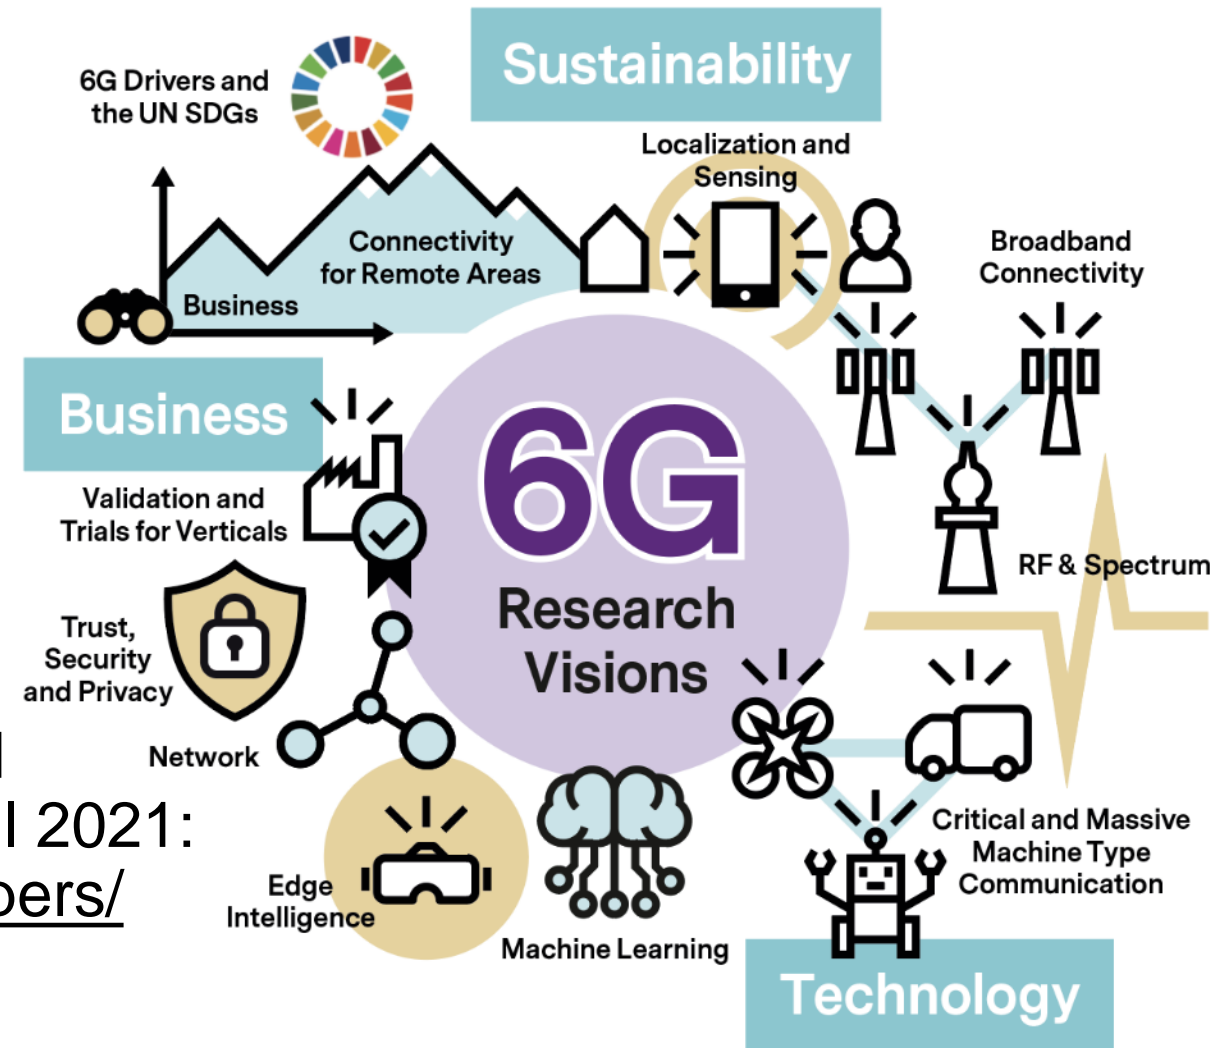 Sustainability
6G Drivers and
the UN SDGs
Localization and
Sensing
Connectivity
for Remote Areas
Business
Broadband
Connectivity
Business
6G
Research
Visions
Validation and
Trials for Verticals
RF & Spectrum
Trust,
Security
and Privacy
Network
2021:
Critical and Massive
Machine Type
Communication
Edge
Intelligence
Machine Learning
Technology